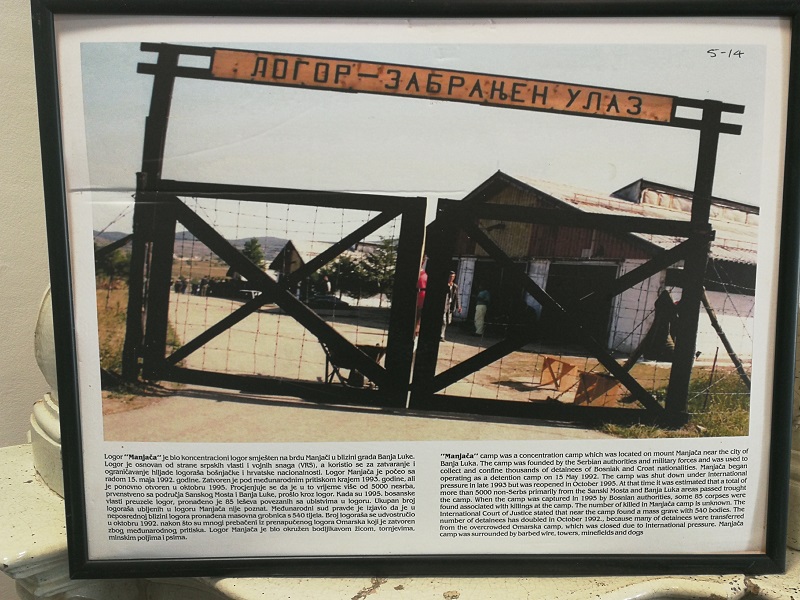 5-14
ЛОГОР-ЗАБРАЊЕН УЛАЗ
Logor "Manjača" je bio koncentracioni logor smješten na brdu Manjači u blizini grada Banja Luke.
Logor je osnovan od strane srpskih vlasti i vojnih snaga (VRS), a koristio se za zatvaranje i
ograničavanje hiljade logoraša bošnjačke i hrvatske nacionalnosti. Logor Manjača je počeo sa
radom 15. maja 1992. godine. Zatvoren je pod međunarodnim pritiskom krajem 1993. godine, ali
je ponovno otvoren u oktobru 1995. Procjenjuje se da je u to vrijeme više od 5000 nesrba,
prvenstveno sa područja Sanskog Mosta i Banja Luke, prošlo kroz logor. Kada su 1995. bosanske
vlasti preuzele logor, pronađeno je 85 leševa povezanih sa ubistvima u logoru. Ukupan broj
logoraša ubijenih u logoru Manjača nije poznat. Međunarodni sud pravde je izjavio da je u
neposrednoj blizini logora pronađena masovna grobnica s 540 tijela. Broj logoraša se udvostručio
u oktobru 1992. nakon što su mnogi prebačeni iz prenapučenog logora Omarska koji je zatvoren
zbog međunarodnog pritiska. Logor Manjača je bio okružen bodljikavom žicom, tornjevima,
minskim poljima i psima.
"Manjača" camp was a concentration camp which was located on mount Manjača near the city of
Banja Luka. The camp was founded by the Serbian authorities and military forces and was used to
collect and confine thousands of detainees of Bosniak and Croat nationalities. Manjača began
operating as a detention camp on 15 May 1992. The camp was shut down under International
pressure in late 1993 but was reopened in October 1995. At that time it was estimated that a total of
more than 5000 non-Serbs primarily from the Sanski Mosta and Banja Luka areas passed trought
the camp. When the camp was captured in 1995 by Bosnian authorities, some 85 corpses were
found associated with killings at the camp. The number of killed in Manjača camp is unknown. The
International Court of Justice stated that near the camp found a mass grave with 540 bodies. The
number of detainees has doubled in October 1992., because many of detainees were transferred
from the overcrowded Omarska camp, which was closed due to international pressure. Manjača
camp was surrounded by barbed wire, towers, minefields and dogs